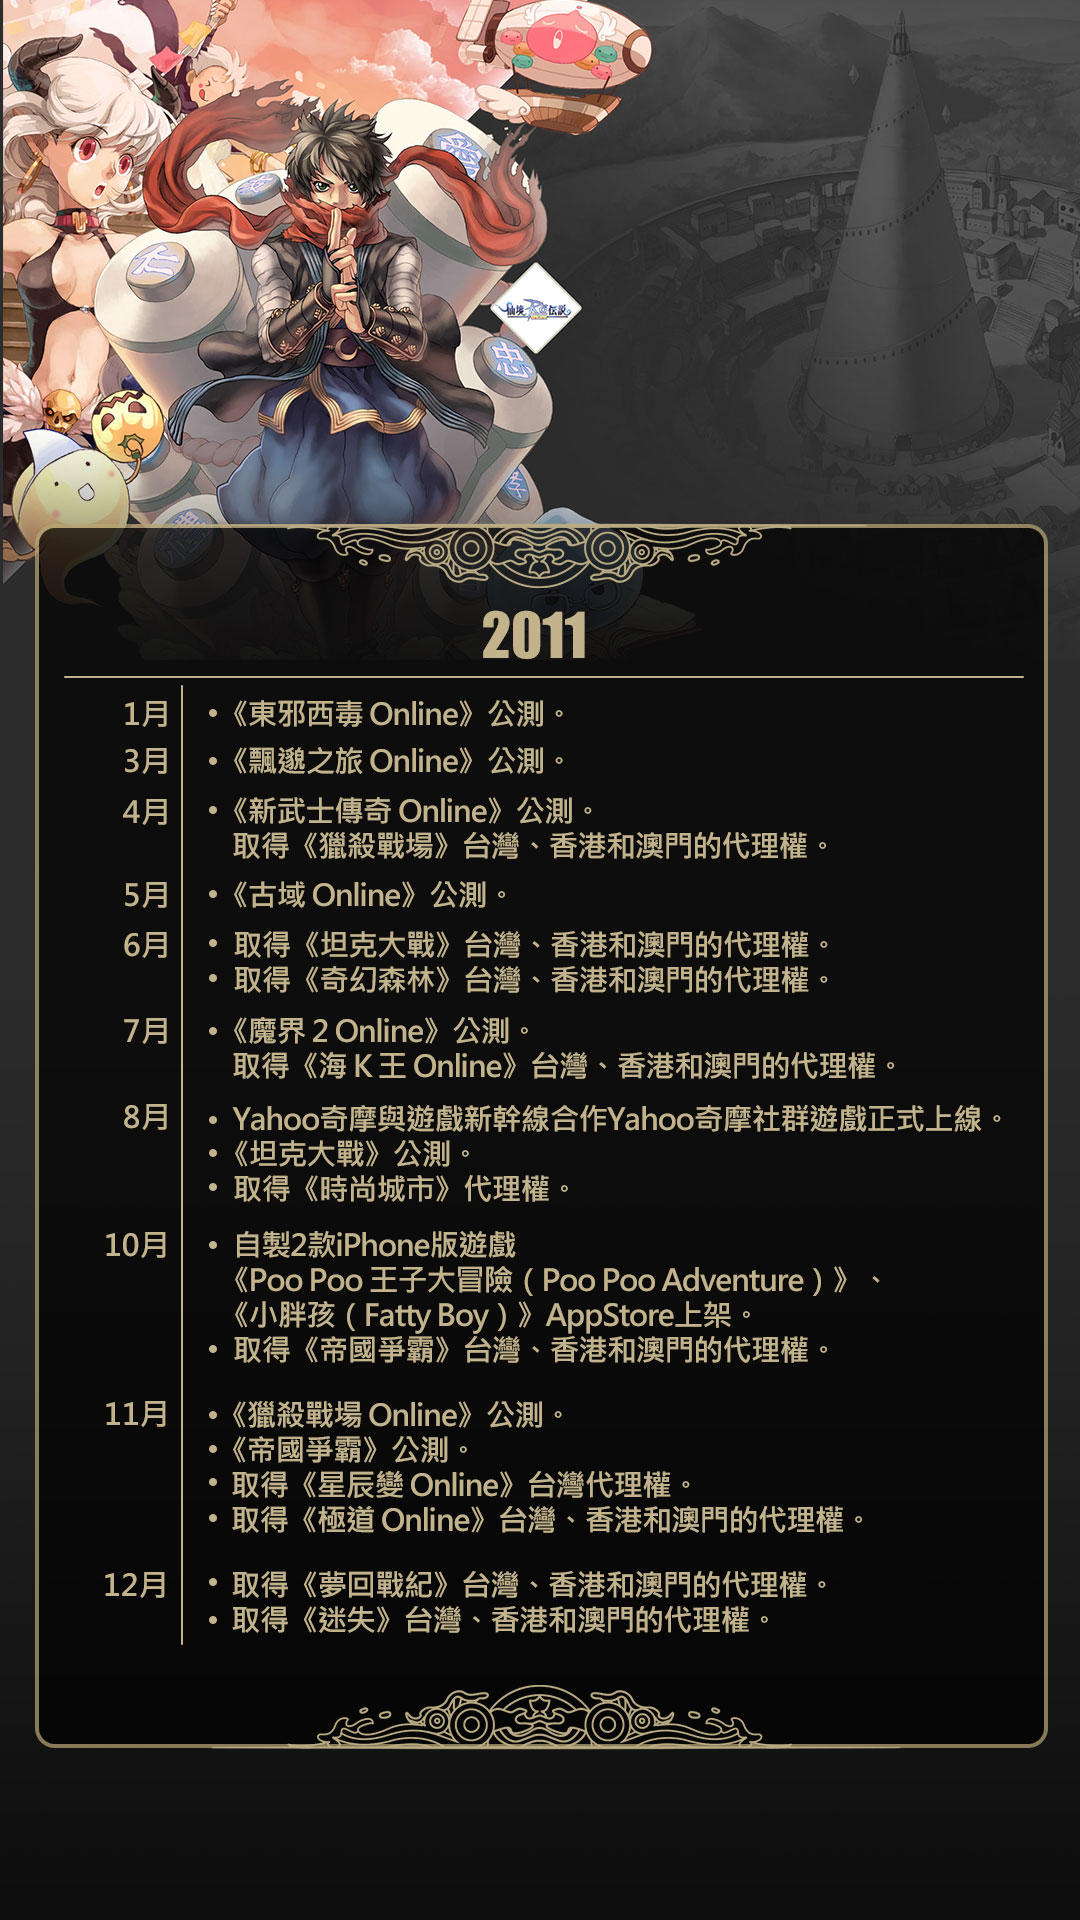 仁
忠
孝
仙境RO伝説
2011
1月
•《東邪西毒 Online》公測。
3月
•《飄邈之旅 Online》公測。
4月
•《新武士傳奇 Online》公測。
取得《獵殺戰場》台灣、香港和澳門的代理權。
5月
•《古域 Online》公測。
6月
• 取得《坦克大戰》台灣、香港和澳門的代理權。
• 取得《奇幻森林》台灣、香港和澳門的代理權。
7月
•《魔界 2 Online》公測。
取得《海 K 王 Online》台灣、香港和澳門的代理權。
8月
• Yahoo奇摩與遊戲新幹線合作Yahoo奇摩社群遊戲正式上線。
•《坦克大戰》公測。
• 取得《時尚城市》代理權。
10月
• 自製2款iPhone版遊戲
《Poo Poo 王子大冒險（Poo Poo Adventure）》、
《小胖孩（Fatty Boy）》AppStore上架。
• 取得《帝國爭霸》台灣、香港和澳門的代理權。
11月
•《獵殺戰場 Online》公測。
•《帝國爭霸》公測。
• 取得《星辰變 Online》台灣代理權。
• 取得《極道 Online》台灣、香港和澳門的代理權。
12月
• 取得《夢回戰紀》台灣、香港和澳門的代理權。
• 取得《迷失》台灣、香港和澳門的代理權。